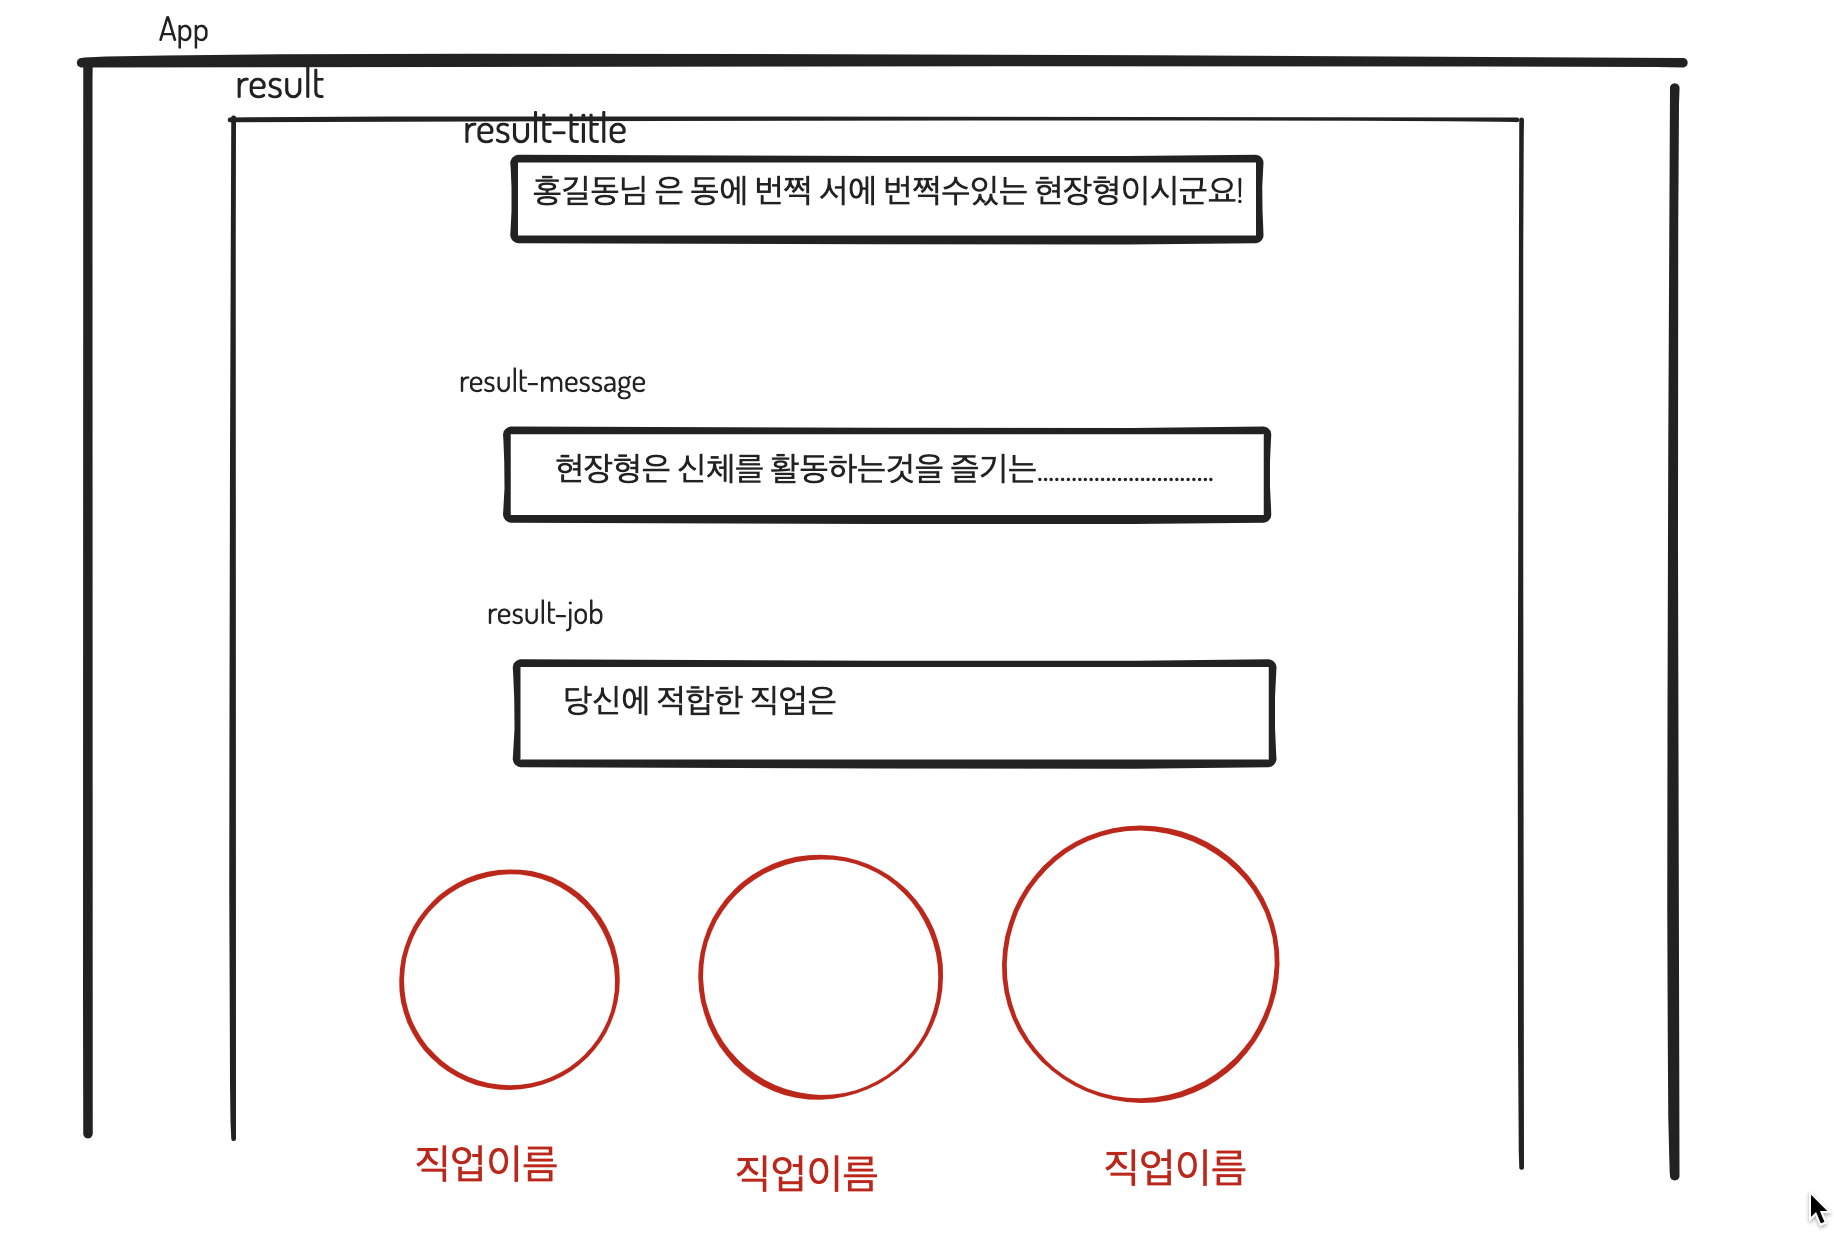 App
result
result-title
홍길동님 은 동에 번쩍 서에 번쩍수있는 현장형이시군요!
result-message
현장형은 신체를 활동하는것을 즐기는...............................
result-job
당신에 적합한 직업은
직업이름
직업이름
직업이름